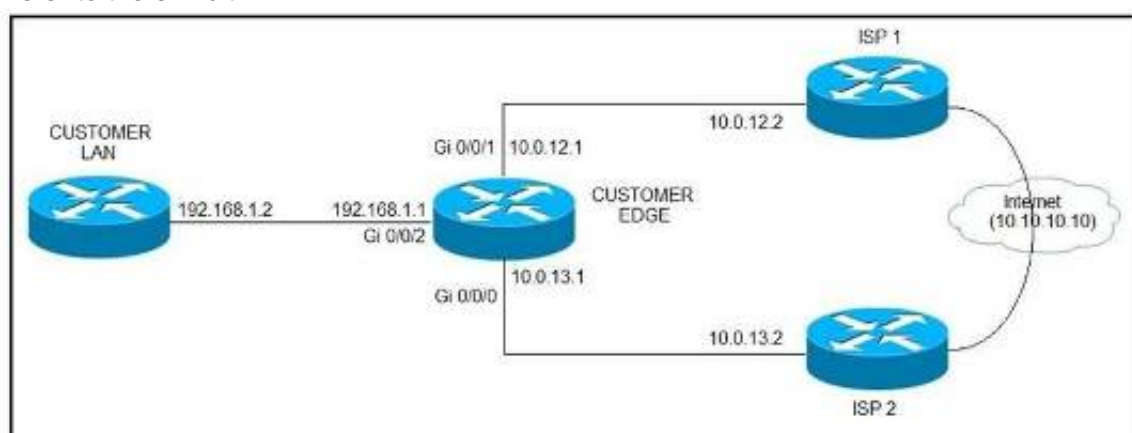 ISP 1
CUSTOMER
LAN
10.0.12.2
Gi 0/0/1 10.0.12.1
192.168.1.2
192.168.1.1
Gi 0/0/2
CUSTOMER
EDGE
Internet
(10.10.10.10)
10.0.13.1
Gi 0/0/0
10.0.13.2
ISP 2